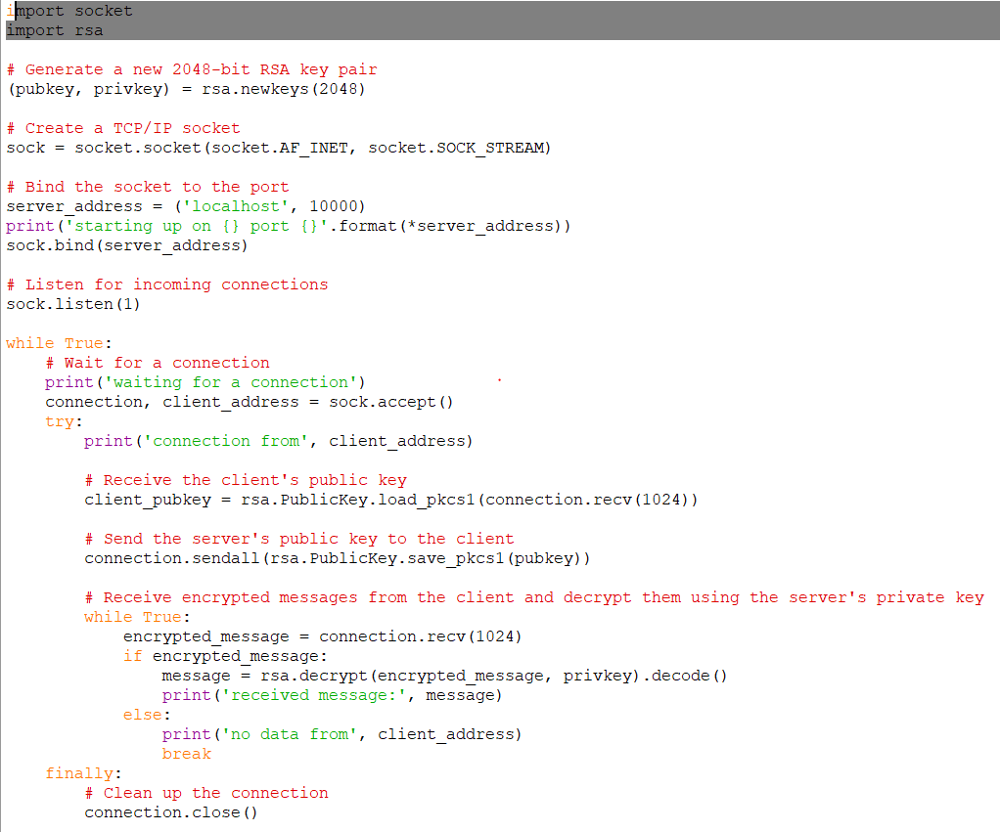 import socket
import rsa

# Generate a new 2048-bit RSA key pair
(pubkey, privkey) = rsa.newkeys(2048)

# Create a TCP/IP socket
sock = socket.socket(socket.AF_INET, socket.SOCK_STREAM)

# Bind the socket to the port
server_address = ('localhost', 10000)
print('starting up on {} port {}'.format(*server_address))
sock.bind(server_address)

# Listen for incoming connections
sock.listen(1)

while True:
    # Wait for a connection
    print('waiting for a connection')
    connection, client_address = sock.accept()
    try:
        print('connection from', client_address)

        # Receive the client's public key
        client_pubkey = rsa.PublicKey.load_pkcs1(connection.recv(1024))

        # Send the server's public key to the client
        connection.sendall(rsa.PublicKey.save_pkcs1(pubkey))

        # Receive encrypted messages from the client and decrypt them using the server's private key
        while True:
            encrypted_message = connection.recv(1024)
            if encrypted_message:
                message = rsa.decrypt(encrypted_message, privkey).decode()
                print('received message:', message)
            else:
                print('no data from', client_address)
                break
    finally:
        # Clean up the connection
        connection.close()